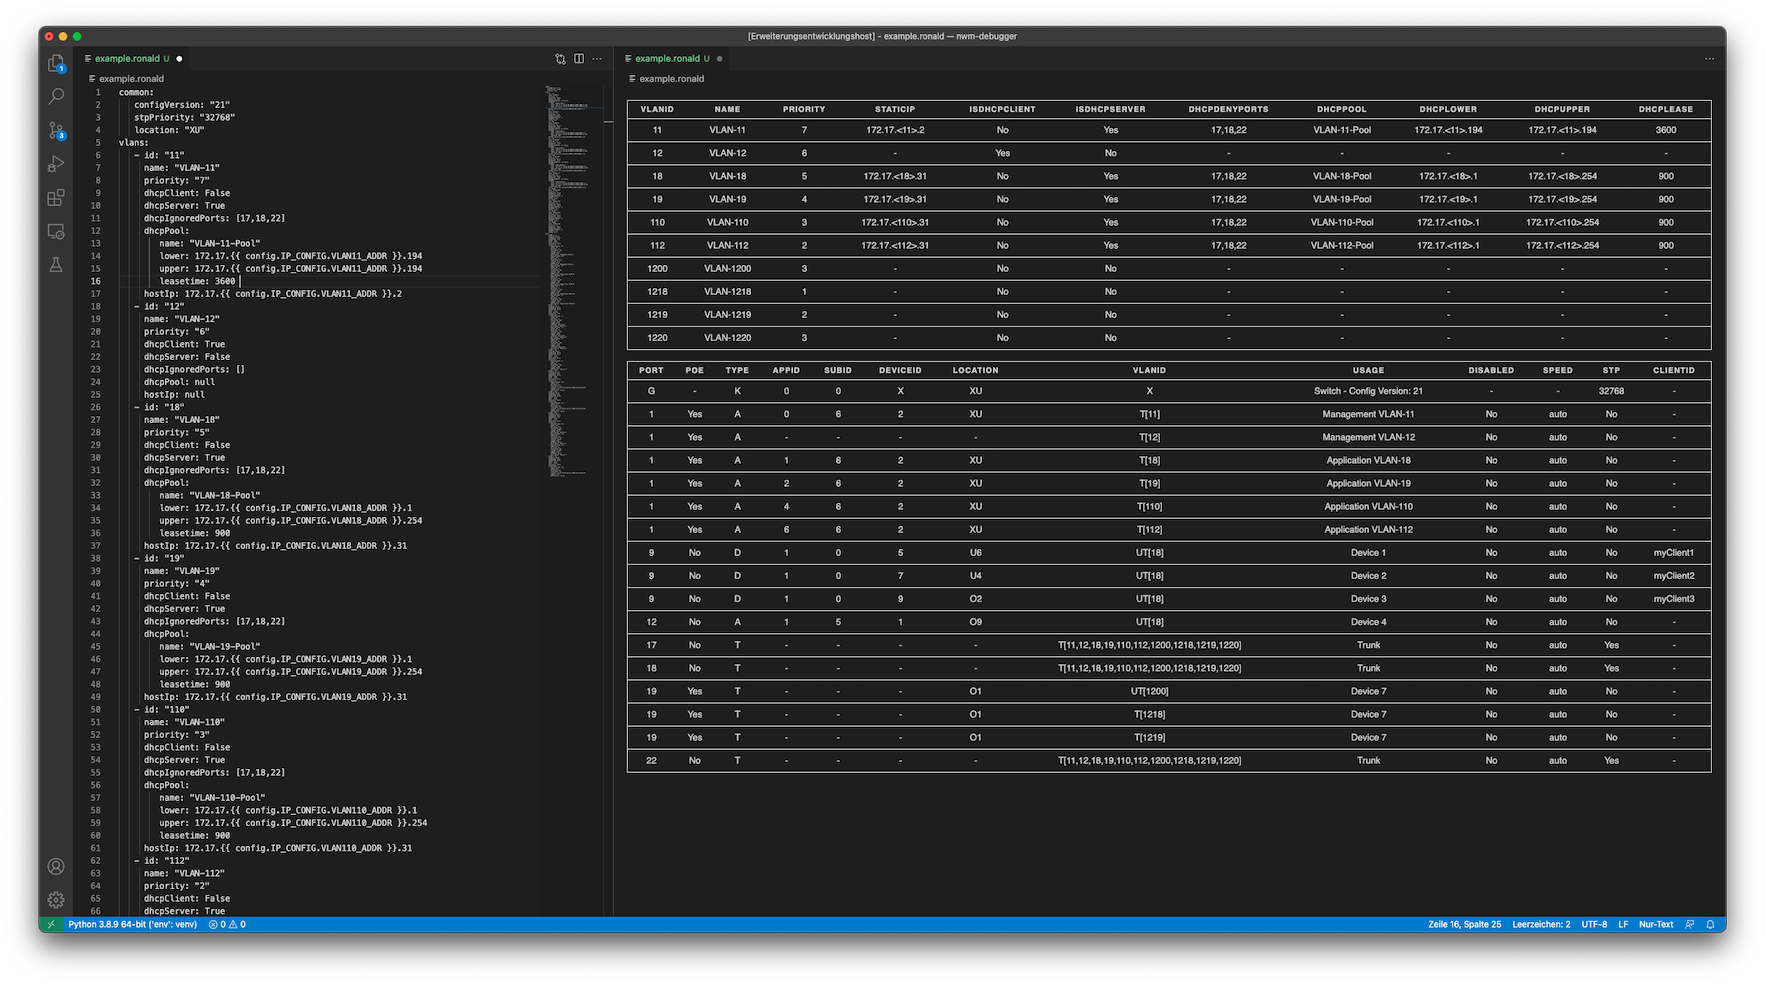 [Erweiterungsentwicklungshost] - example.ronald — nwm-debugger
example.ronald U
example.ronald
1 common:
2 configVersion: "21"
3 stpPriority: "32768"
4 location: "XU"
5 vlans:
6 - id: "11"
7 name: "VLAN-11"
8 priority: "7"
9 dhcpClient: False
10 dhcpServer: True
11 dhcpIgnoredPorts: [17,18,22]
12 dhcpPool:
13 name: "VLAN-11-Pool"
14 lower: 172.17.{{ config.IP_CONFIG.VLAN11_ADDR }}.194
15 upper: 172.17.{{ config.IP_CONFIG.VLAN11_ADDR }}.194
16 leasetime: 3600
17 hostIp: 172.17.{{ config.IP_CONFIG.VLAN11_ADDR }}.2
18 - id: "12"
19 name: "VLAN-12"
20 priority: "6"
21 dhcpClient: True
22 dhcpServer: False
23 dhcpIgnoredPorts: []
24 dhcpPool: null
25 hostIp: null
26 - id: "18"
27 name: "VLAN-18"
28 priority: "5"
29 dhcpClient: False
30 dhcpServer: True
31 dhcpIgnoredPorts: [17,18,22]
32 dhcpPool:
33 name: "VLAN-18-Pool"
34 lower: 172.17.{{ config.IP_CONFIG.VLAN18_ADDR }}.1
35 upper: 172.17.{{ config.IP_CONFIG.VLAN18_ADDR }}.254
36 leasetime: 900
37 hostIp: 172.17.{{ config.IP_CONFIG.VLAN18_ADDR }}.31
38 - id: "19"
39 name: "VLAN-19"
40 priority: "4"
41 dhcpClient: False
42 dhcpServer: True
43 dhcpIgnoredPorts: [17,18,22]
44 dhcpPool:
45 name: "VLAN-19-Pool"
46 lower: 172.17.{{ config.IP_CONFIG.VLAN19_ADDR }}.1
47 upper: 172.17.{{ config.IP_CONFIG.VLAN19_ADDR }}.254
48 leasetime: 900
49 hostIp: 172.17.{{ config.IP_CONFIG.VLAN19_ADDR }}.31
50 - id: "110"
51 name: "VLAN-110"
52 priority: "3"
53 dhcpClient: False
54 dhcpServer: True
55 dhcpIgnoredPorts: [17,18,22]
56 dhcpPool:
57 name: "VLAN-110-Pool"
58 lower: 172.17.{{ config.IP_CONFIG.VLAN110_ADDR }}.1
59 upper: 172.17.{{ config.IP_CONFIG.VLAN110_ADDR }}.254
60 leasetime: 900
61 hostIp: 172.17.{{ config.IP_CONFIG.VLAN110_ADDR }}.31
62 - id: "112"
63 name: "VLAN-112"
64 priority: "2"
65 dhcpClient: False
66 dhcpServer: True
example.ronald U
example.ronald
VLANID NAME PRIORITY STATICIP ISDHCPCLIENT ISDHCPSERVER DHCPDENYPORTS DHCPPOOL DHCPLOWER DHCPUPPER DHCPLEASE
11 VLAN-11 7 172.17.<11>.2 No Yes 17,18,22 VLAN-11-Pool 172.17.<11>.194 172.17.<11>.194 3600
12 VLAN-12 6 - Yes No - - - - -
18 VLAN-18 5 172.17.<18>.31 No Yes 17,18,22 VLAN-18-Pool 172.17.<18>.1 172.17.<18>.254 900
19 VLAN-19 4 172.17.<19>.31 No Yes 17,18,22 VLAN-19-Pool 172.17.<19>.1 172.17.<19>.254 900
110 VLAN-110 3 172.17.<110>.31 No Yes 17,18,22 VLAN-110-Pool 172.17.<110>.1 172.17.<110>.254 900
112 VLAN-112 2 172.17.<112>.31 No Yes 17,18,22 VLAN-112-Pool 172.17.<112>.1 172.17.<112>.254 900
1200 VLAN-1200 3 - No No - - - - -
1218 VLAN-1218 1 - No No - - - - -
1219 VLAN-1219 2 - No No - - - - -
1220 VLAN-1220 3 - No No - - - - -
PORT POE TYPE APPID SUBID DEVICEID LOCATION VLANID USAGE DISABLED SPEED STP CLIENTID
G - K 0 0 X XU X Switch - Config Version: 21 - - 32768 -
1 Yes A 0 6 2 XU T[11] Management VLAN-11 No auto No -
1 Yes A - - - - T[12] Management VLAN-12 No auto No -
1 Yes A 1 6 2 XU T[18] Application VLAN-18 No auto No -
1 Yes A 2 6 2 XU T[19] Application VLAN-19 No auto No -
1 Yes A 4 6 2 XU T[110] Application VLAN-110 No auto No -
1 Yes A 6 6 2 XU T[112] Application VLAN-112 No auto No -
9 No D 1 0 5 U6 UT[18] Device 1 No auto No myClient1
9 No D 1 0 7 U4 UT[18] Device 2 No auto No myClient2
9 No D 1 0 9 O2 UT[18] Device 3 No auto No myClient3
12 No A 1 5 1 O9 UT[18] Device 4 No auto No -
17 No T - - - - T[11,12,18,19,110,112,1200,1218,1219,1220] Trunk No auto Yes -
18 No T - - - - T[11,12,18,19,110,112,1200,1218,1219,1220] Trunk No auto Yes -
19 Yes T - - - O1 UT[1200] Device 7 No auto No -
19 Yes T - - - O1 T[1218] Device 7 No auto No -
19 Yes T - - - O1 T[1219] Device 7 No auto No -
22 No T - - - - T[11,12,18,19,110,112,1200,1218,1219,1220] Trunk No auto Yes -
1
3
Python 3.8.9 64-bit ('env': venv) 0 0 Zeile 16, Spalte 25 Leerzeichen: 2 UTF-8 LF Nur-Text